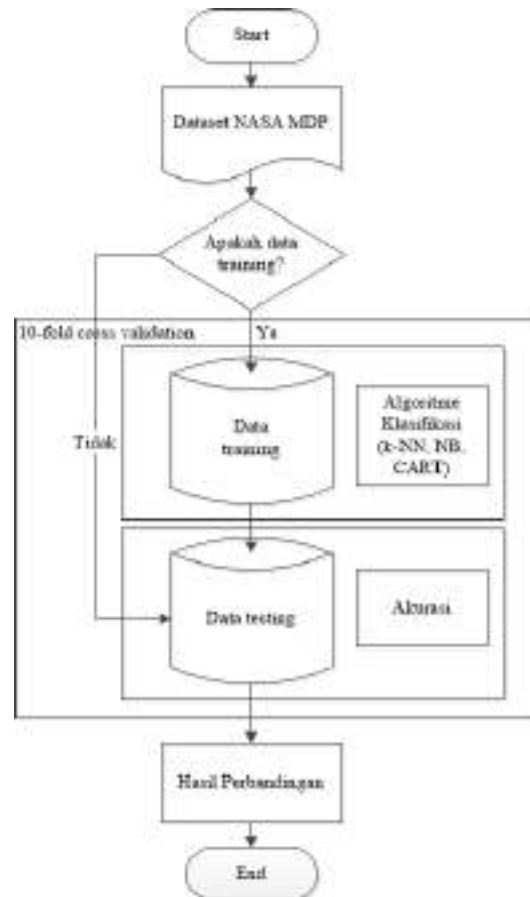 Start
Dataset NASA MDP
Apakah data
training?
10-fold cross validation
Ya
Tidak
Data
training
Algoritme
Klasifikasi
(k-NN, NB,
CART)
Data testing
Akurasi
Hasil Perbandingan
End